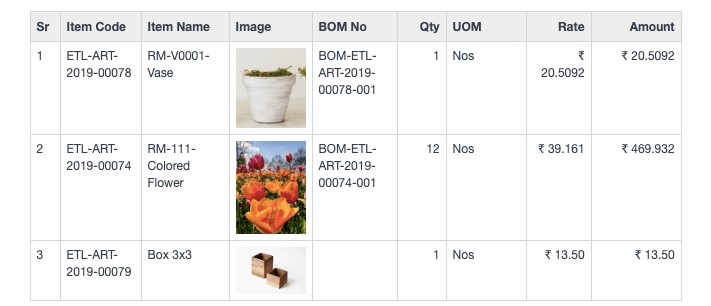 Sr Item Code Item Name Image BOM No Qty UOM Rate Amount
1 ETL-ART- RM-V0001- BOM-ETL- 1 Nos ₹ ₹ 20.5092
2019-00078 Vase ART-2019- 20.5092
00078-001
2 ETL-ART- RM-111- BOM-ETL- 12 Nos ₹ 39.161 ₹ 469.932
2019-00074 Colored ART-2019-
Flower 00074-001
3 ETL-ART- Box 3x3 1 Nos ₹ 13.50 ₹ 13.50
2019-00079